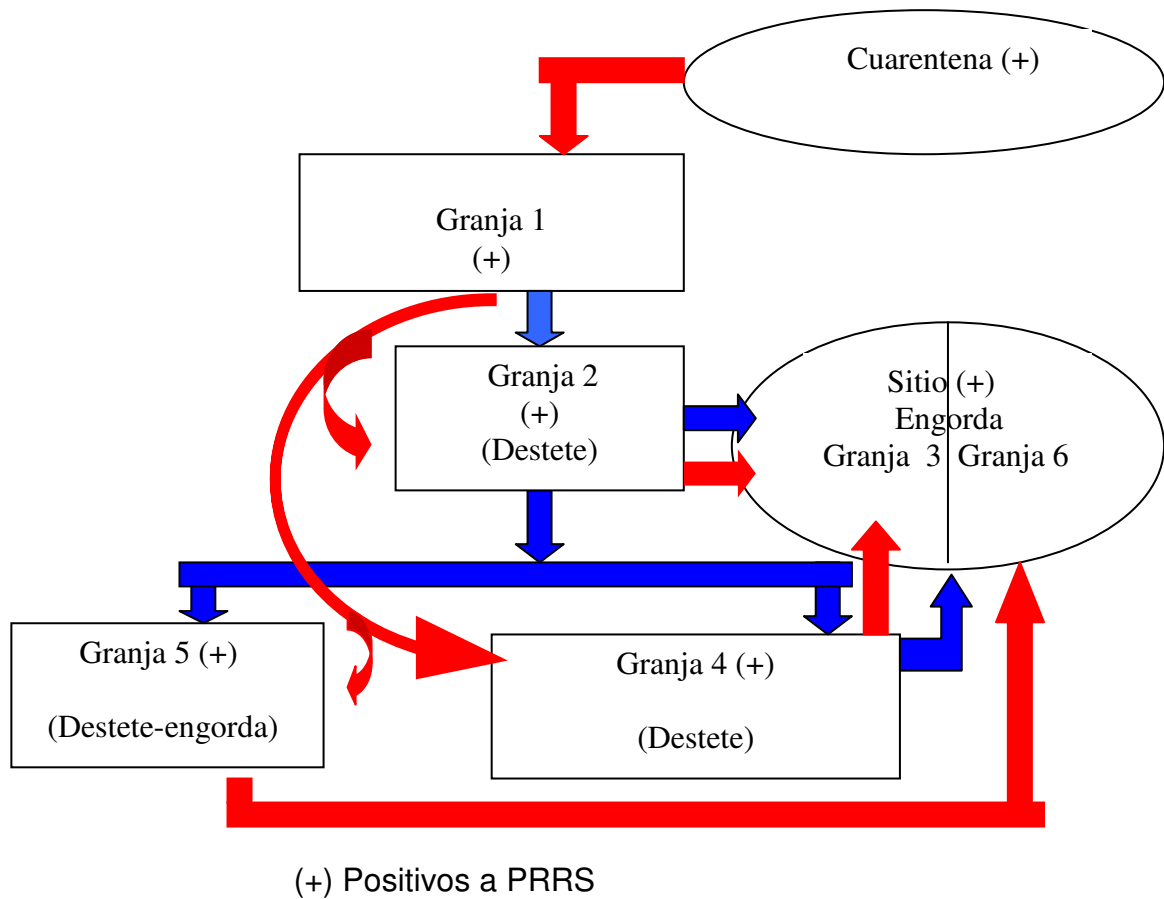 Cuarentena (+)
Granja 1
(+)
Granja 2
(+)
(Destete)
Sitio (+)
Engorda
Granja 3 Granja 6
Granja 5 (+)
(Destete-engorda)
Granja 4 (+)
(Destete)
(+) Positivos a PRRS